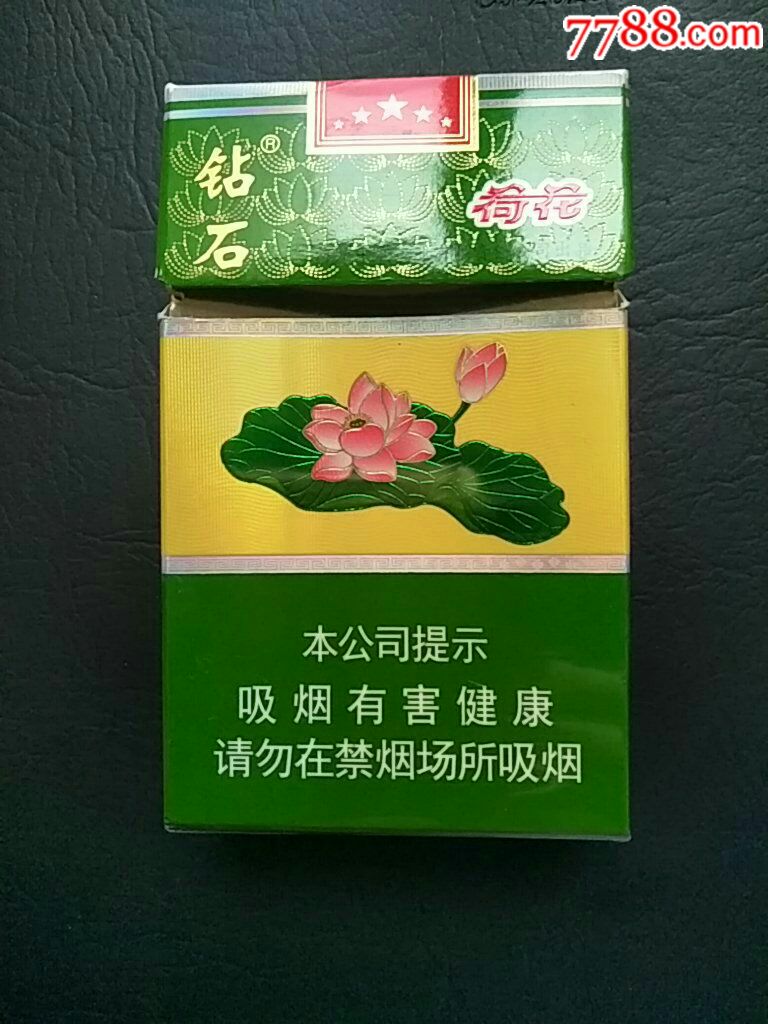 7788.com
钻石®
荷花
本公司提示
吸烟有害健康
请勿在禁烟场所吸烟